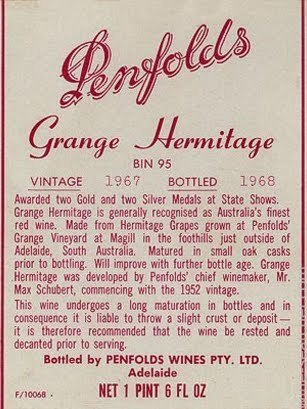 Penfolds
Grange Hermitage
BIN 95
VINTAGE 1967 BOTTLED 1968
Awarded two Gold and two Silver Medals at State Shows.
Grange Hermitage is generally recognised as Australia's finest
red wine. Made from Hermitage Grapes grown at Penfolds'
Grange Vineyard at Magill in the foothills just outside of
Adelaide, South Australia. Matured in small oak casks
prior to bottling. Will improve with further bottle age. Grange
Hermitage was developed by Penfolds' chief winemaker, Mr.
Max Schubert, commencing with the 1952 vintage.
This wine undergoes a long maturation in bottles and in
consequence it is liable to throw a slight crust or deposit—
it is therefore recommended that the wine be rested and
decanted prior to serving.
Bottled by PENFOLDS WINES PTY. LTD.
Adelaide
F/10068 . NET 1 PINT 6 FL OZ